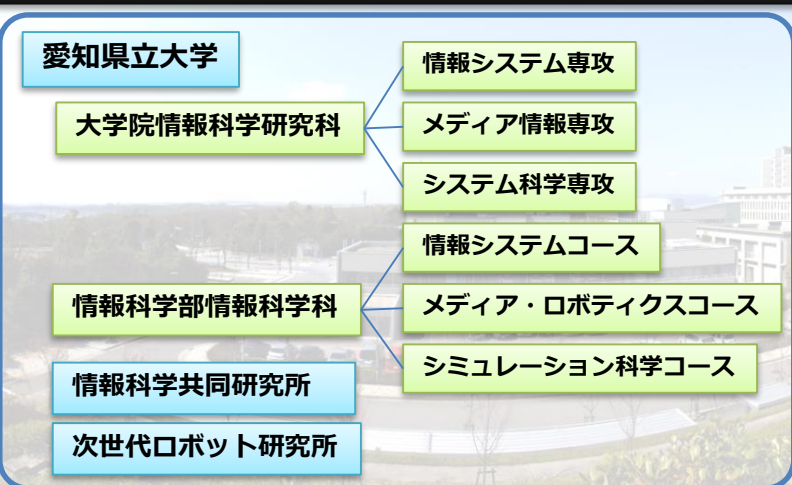 愛知県立大学
大学院情報科学研究科
情報システム専攻
メディア情報専攻
システム科学専攻
情報科学部情報科学科
情報システムコース
メディア・ロボティクスコース
シミュレーション科学コース
情報科学共同研究所
次世代ロボット研究所